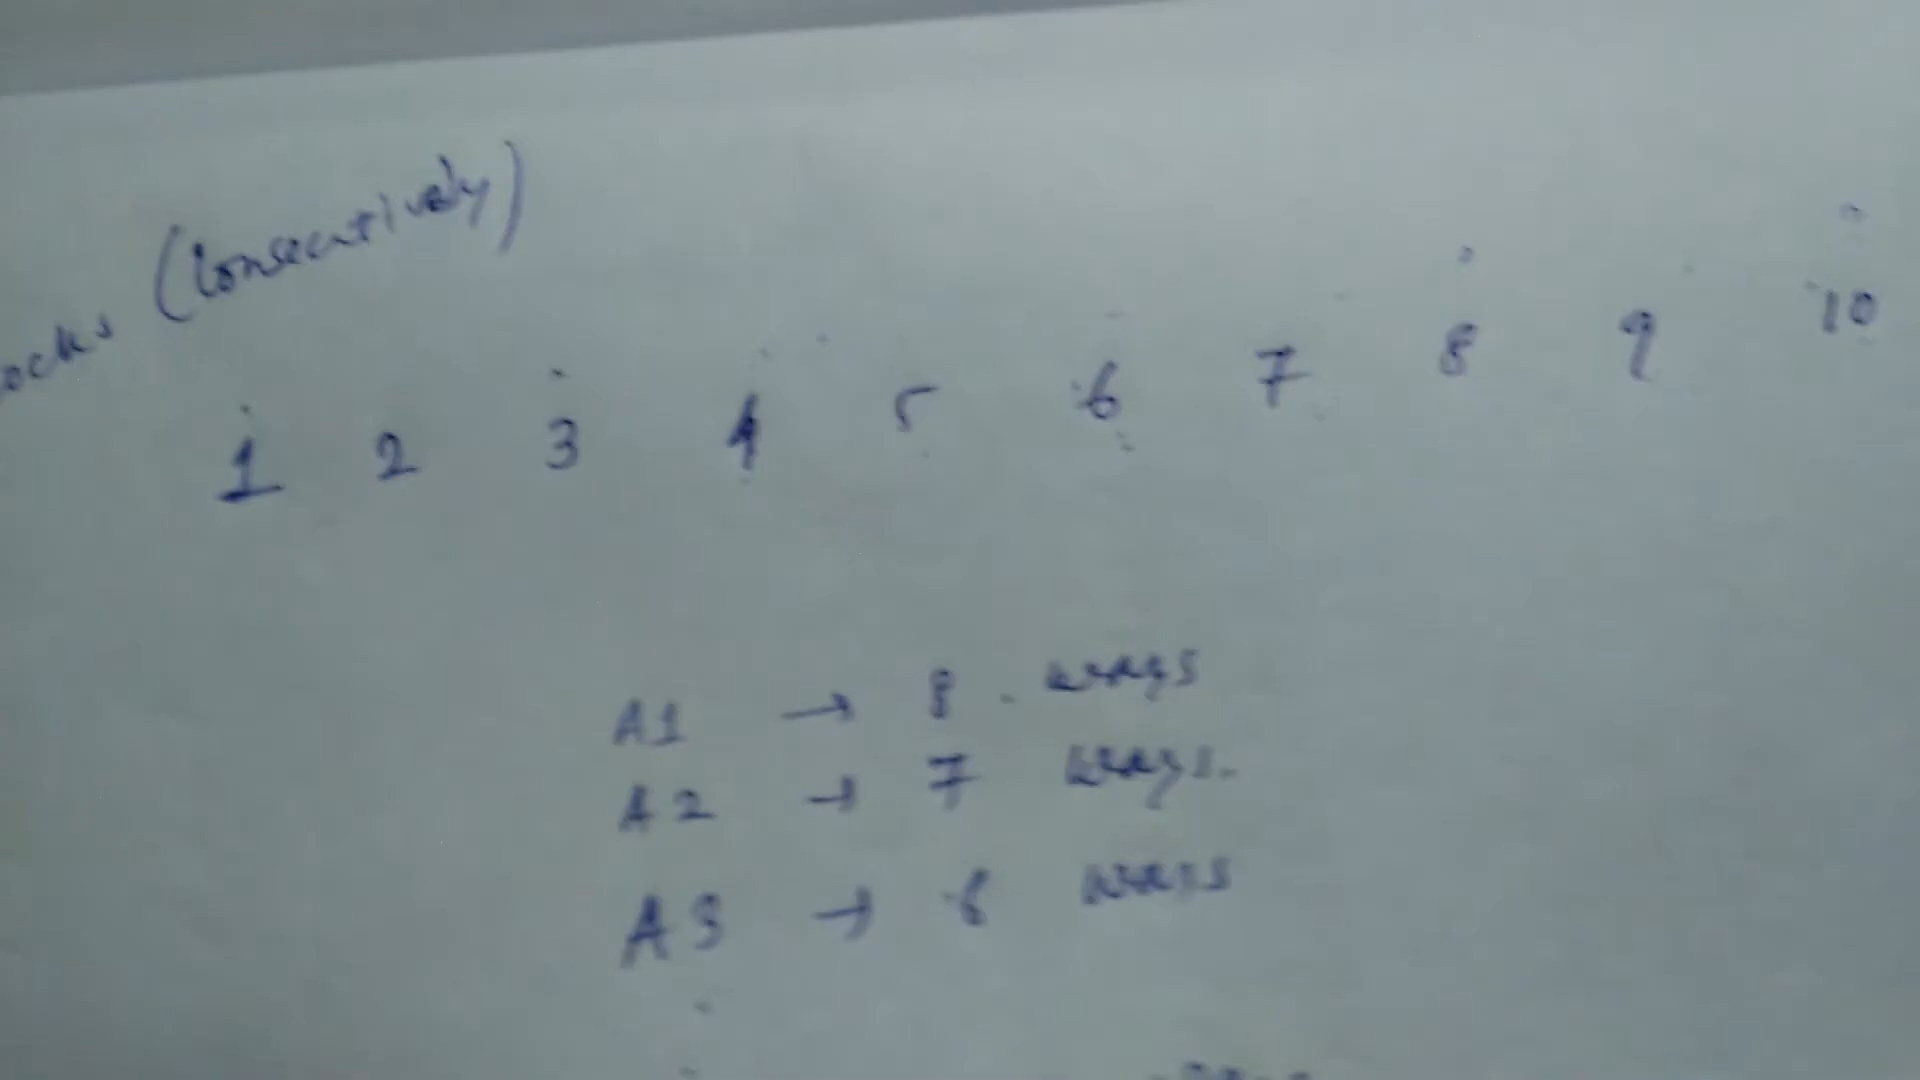 (Consecutively)
1 2 3 4 5 6 7 8 9 10
A1 → 8 ways
A2 → 7 ways.
A3 → 6 ways